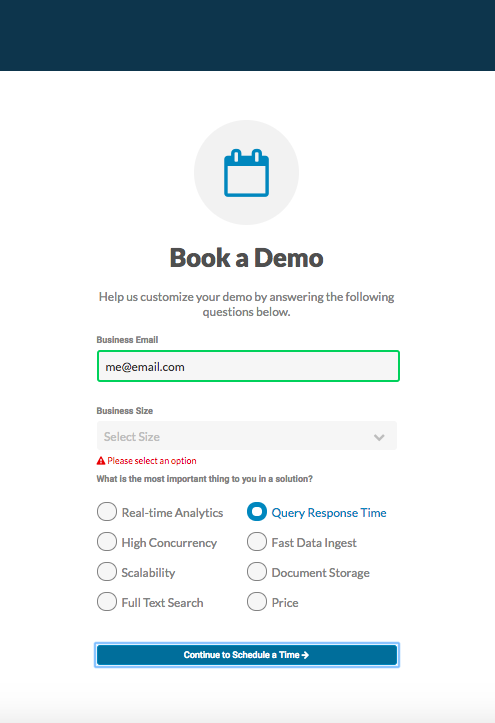 Book a Demo
Help us customize your demo by answering the following
questions below.
Business Email
me@email.com
Business Size
Select Size
Please select an option
What is the most important thing to you in a solution?
Real-time Analytics
Query Response Time
High Concurrency
Fast Data Ingest
Scalability
Document Storage
Full Text Search
Price
Continue to Schedule a Time →